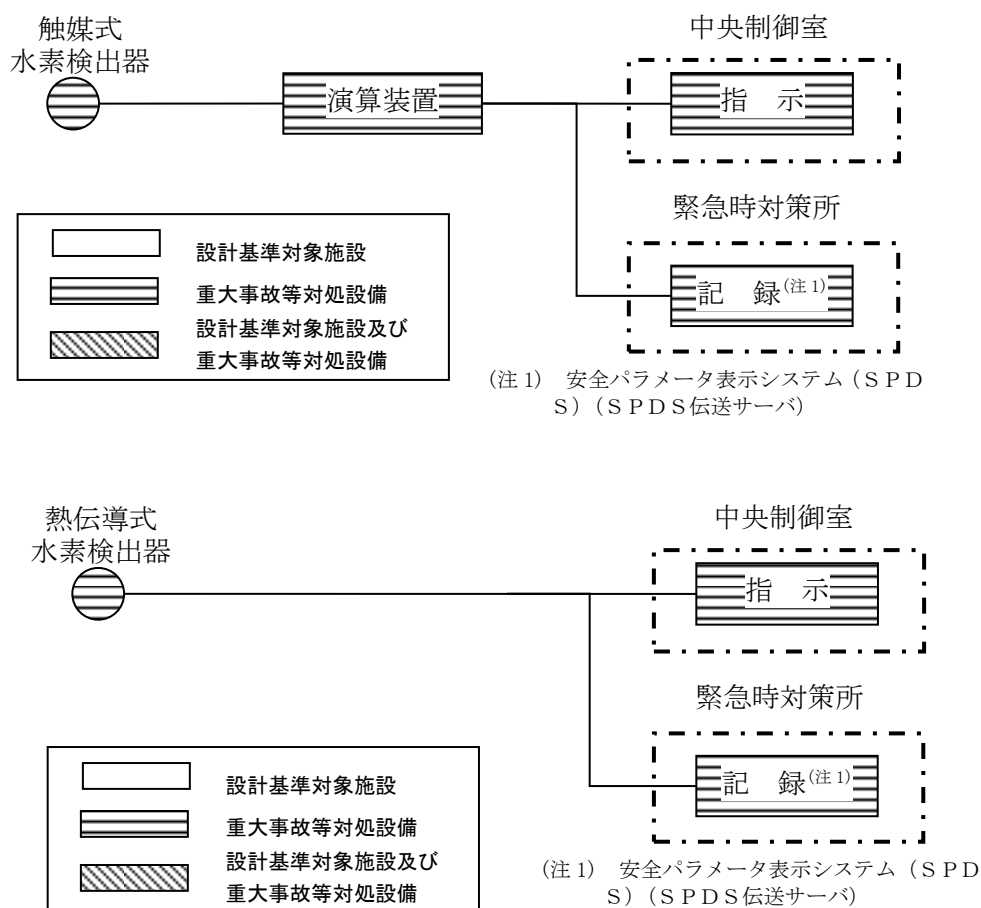 触媒式
水素検出器
演算装置
中央制御室
指　示
緊急時対策所
記　録(注1)
設計基準対象施設
重大事故等対処設備
設計基準対象施設及び
重大事故等対処設備
(注1)　安全パラメータ表示システム（ＳＰＤ
Ｓ）（ＳＰＤＳ伝送サーバ）
熱伝導式
水素検出器
中央制御室
指　示
緊急時対策所
記　録(注1)
設計基準対象施設
重大事故等対処設備
設計基準対象施設及び
重大事故等対処設備
(注1)　安全パラメータ表示システム（ＳＰＤ
Ｓ）（ＳＰＤＳ伝送サーバ）